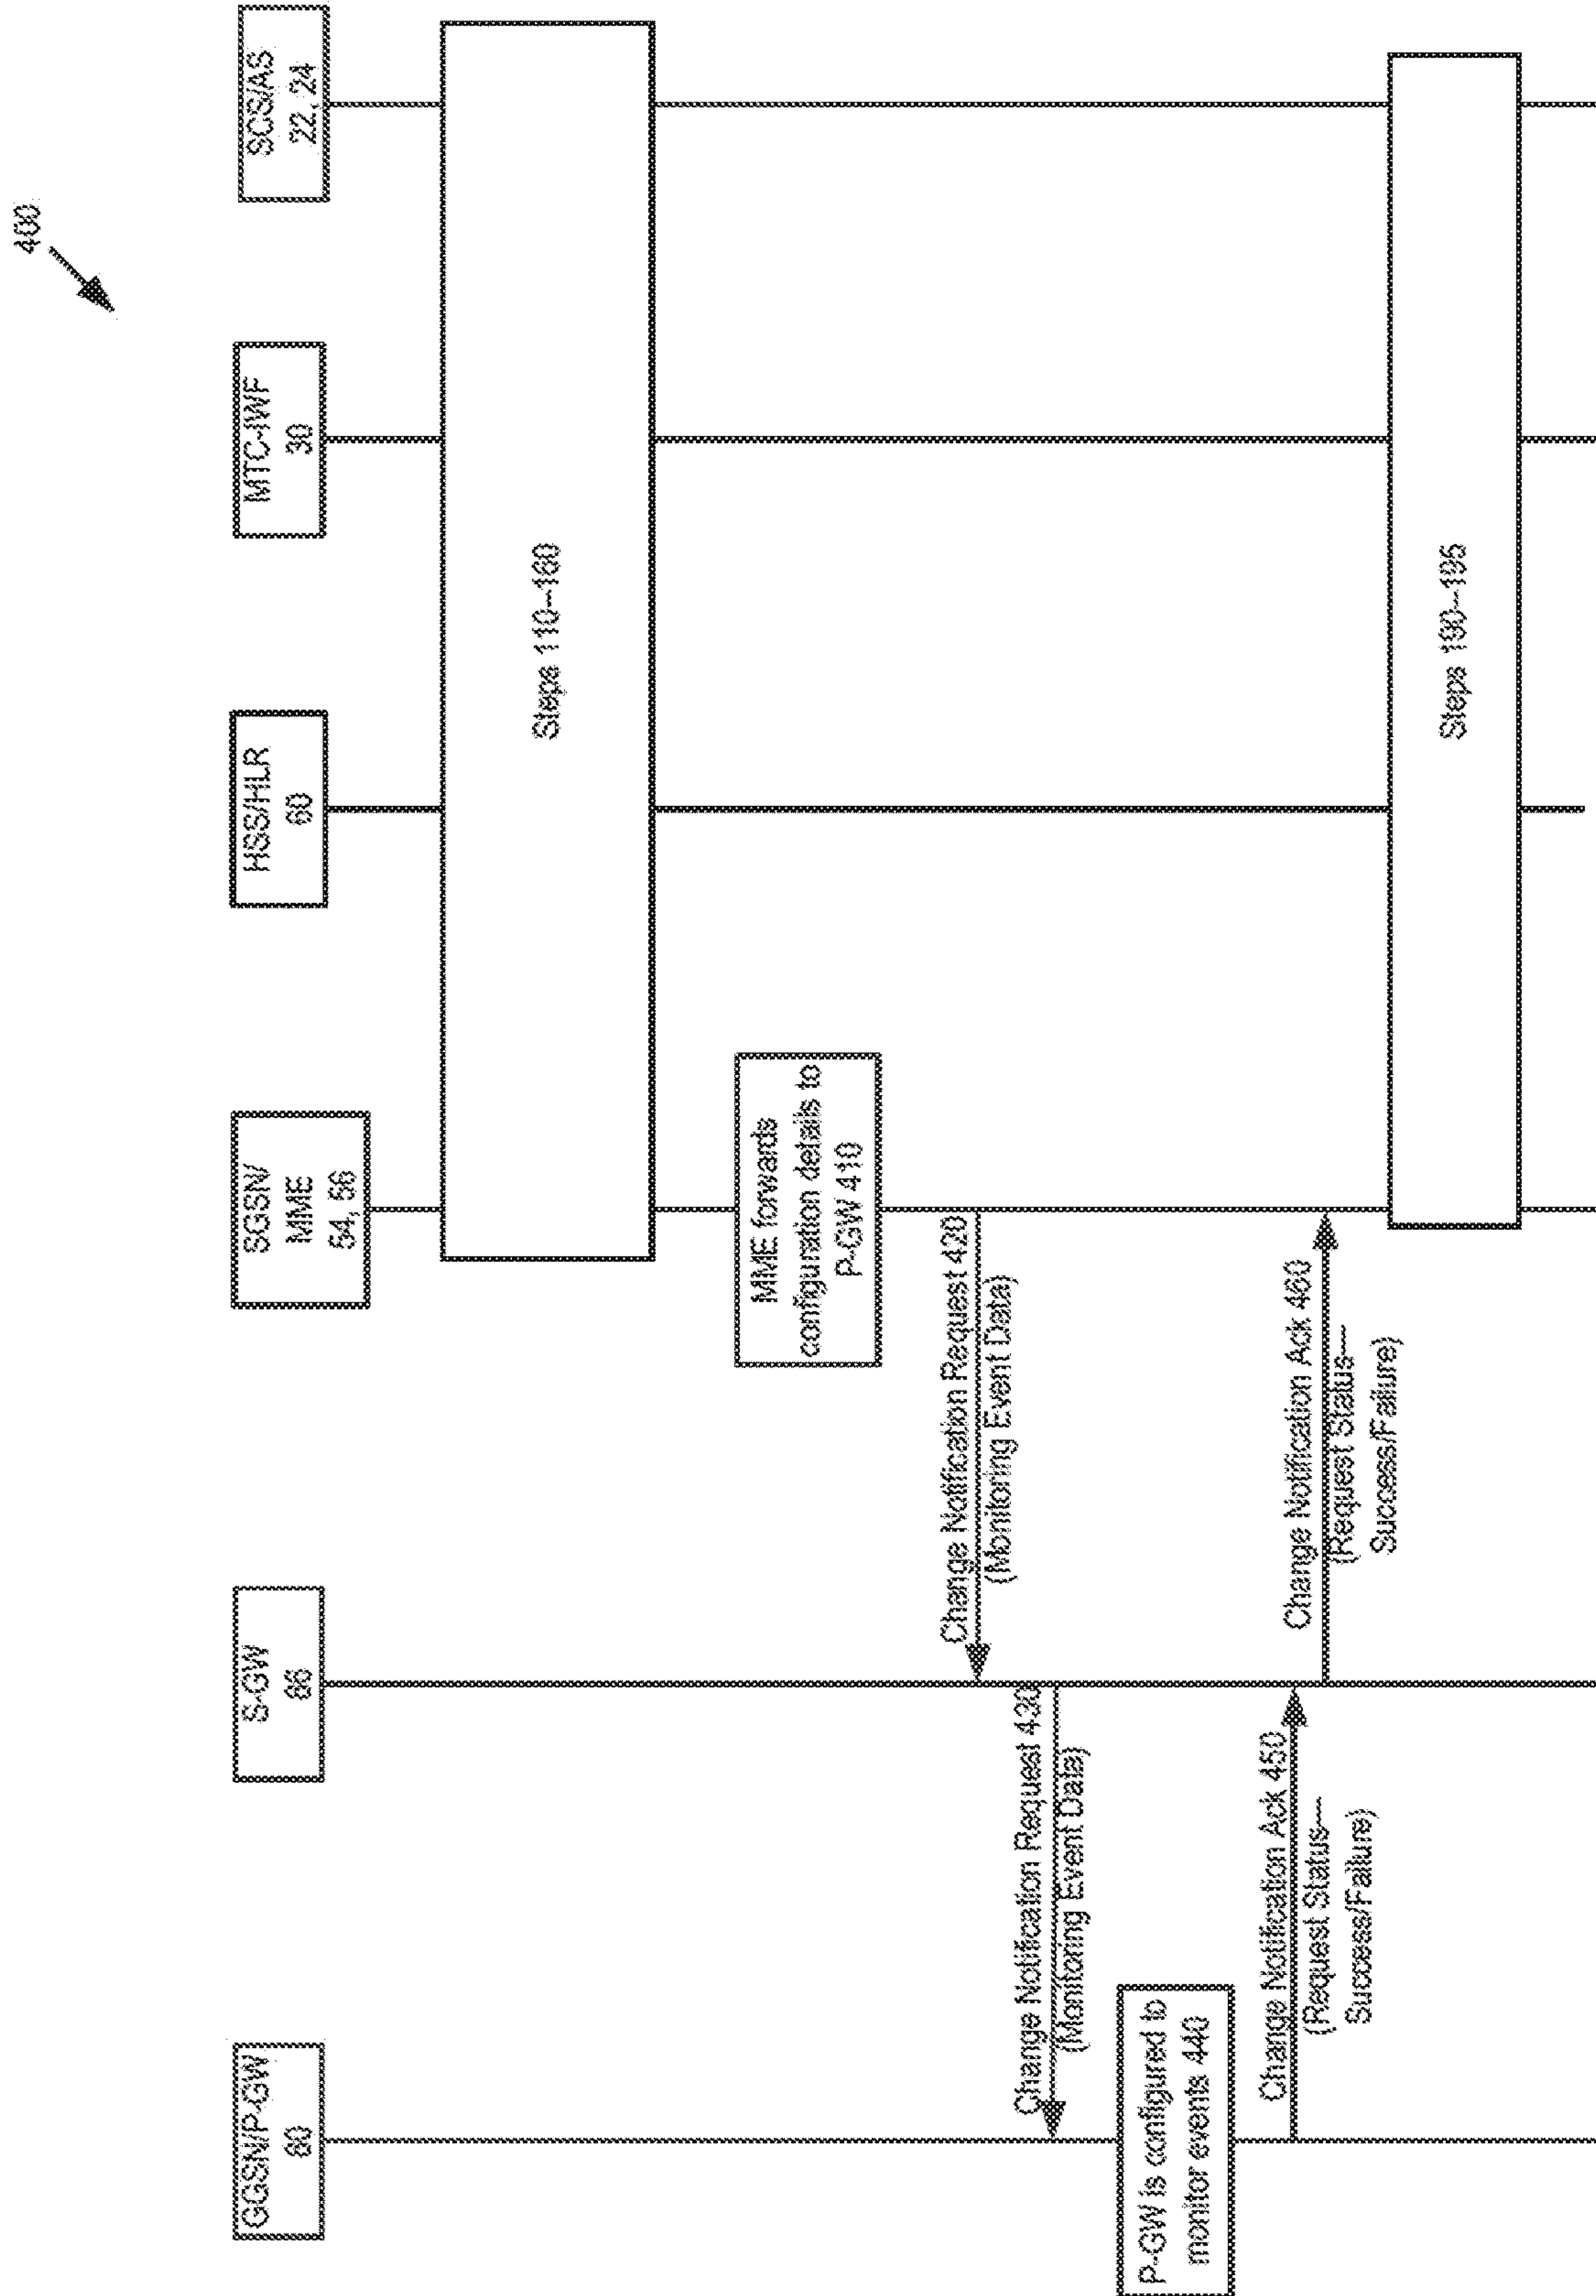 400
GGSN/P-GW
80
S-GW
66
SGSN/
MME
54, 56
HSS/HLR
60
MTC-IWF
30
SCS/AS
22, 24
Steps 110–160
MME forwards
configuration details to
P-GW 410
Change Notification Request 420
(Monitoring Event Data)
Change Notification Request 430
(Monitoring Event Data)
P-GW is configured to
monitor events 440
Change Notification Ack 450
(Request Status—
Success/Failure)
Change Notification Ack 460
(Request Status—
Success/Failure)
Steps 190–195